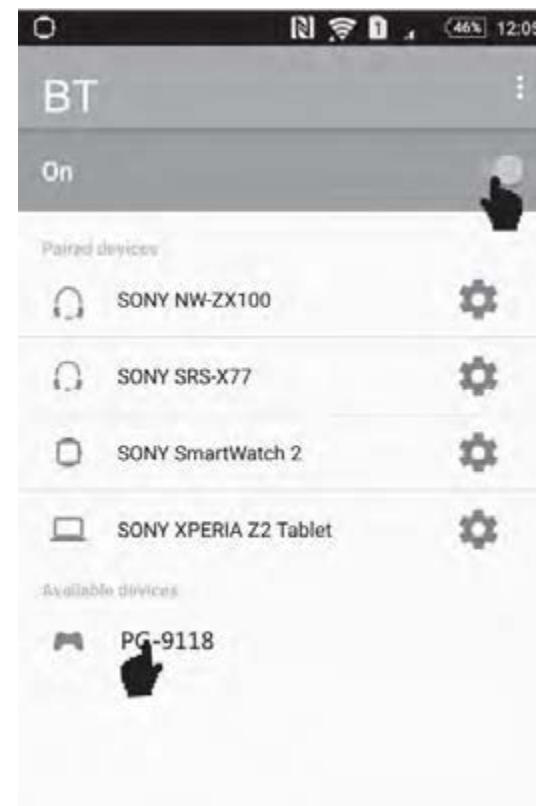 46% 12:05
BT
On
Paired devices
SONY NW-ZX100
SONY SRS-X77
SONY SmartWatch 2
SONY XPERIA Z2 Tablet
Available devices
PG-9118